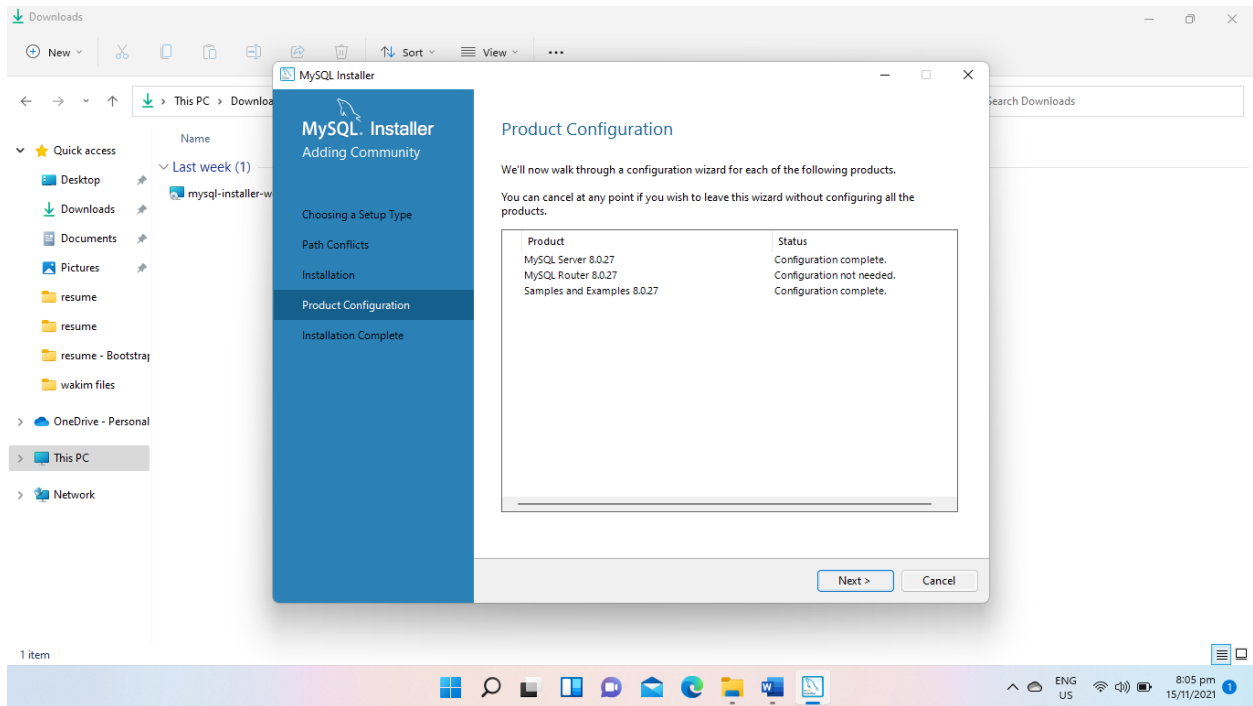 Downloads
New
Sort
View
MySQL Installer
This PC > Downloa
Search Downloads
MySQL. Installer
Adding Community
Choosing a Setup Type
Path Conflicts
Installation
Product Configuration
Installation Complete
Product Configuration
We'll now walk through a configuration wizard for each of the following products.
You can cancel at any point if you wish to leave this wizard without configuring all the
products.
Product Status
MySQL Server 8.0.27 Configuration complete.
MySQL Router 8.0.27 Configuration not needed.
Samples and Examples 8.0.27 Configuration complete.
Next > Cancel
Name
Last week (1)
mysql-installer-w
Quick access
Desktop
Downloads
Documents
Pictures
resume
resume
resume - Bootstrap
wakim files
OneDrive - Personal
This PC
Network
1 item
ENG
US
8:05 pm
15/11/2021
1